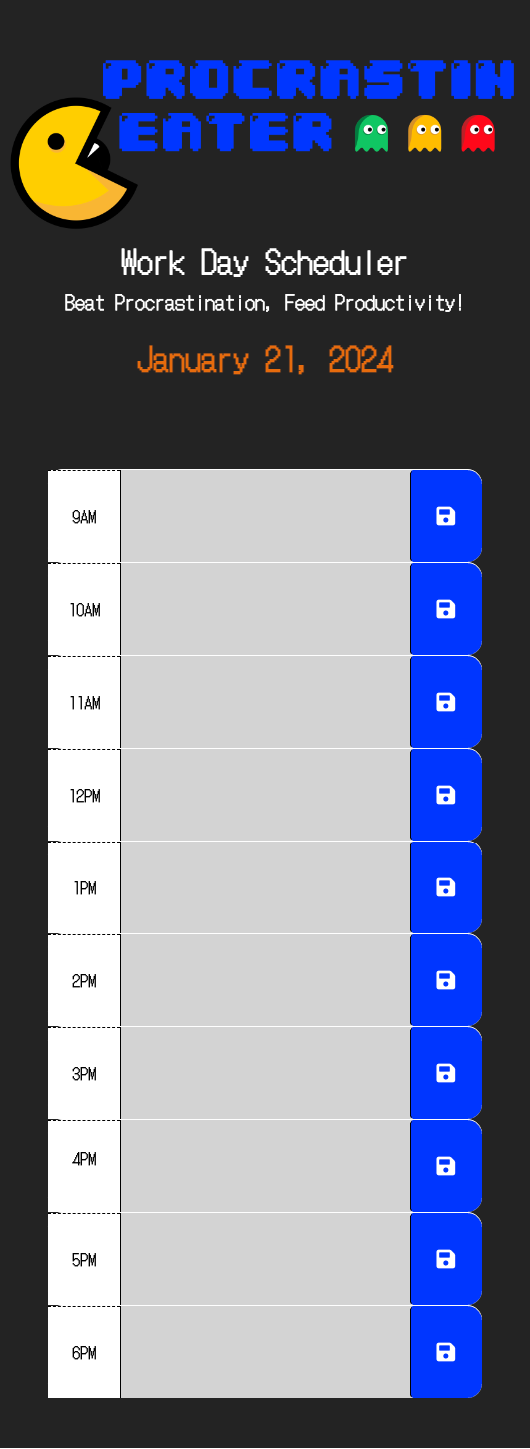 PROCRASTIN
EATER
Work Day Scheduler
Beat Procrastination, Feed Productivity!
January 21, 2024
9AM
10AM
11AM
12PM
1PM
2PM
3PM
4PM
5PM
6PM